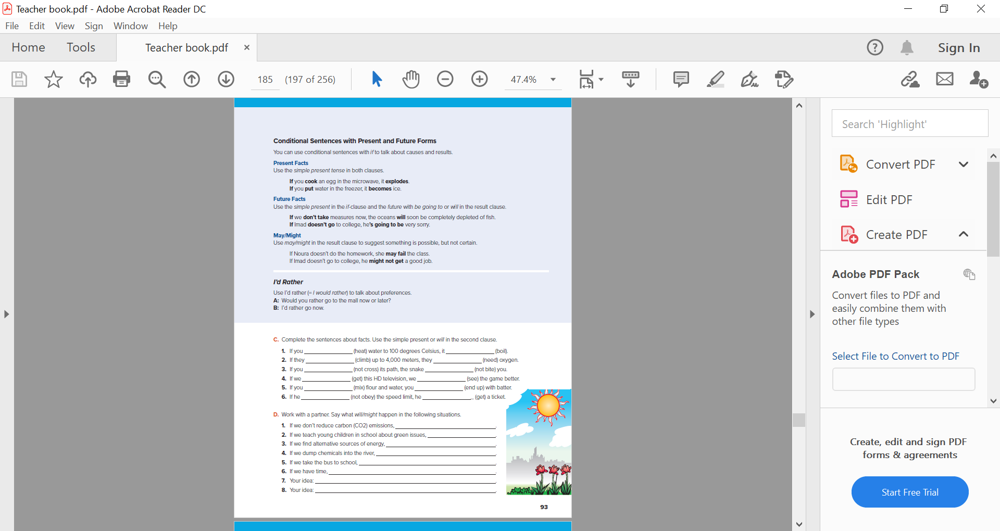 Teacher book.pdf - Adobe Acrobat Reader DC
File Edit View Sign Window Help
Home Tools Teacher book.pdf × Sign In
185 (197 of 256) 47.4%
Conditional Sentences with Present and Future Forms
You can use conditional sentences with if to talk about causes and results.
Present Facts
Use the simple present tense in both clauses.
If you cook an egg in the microwave, it explodes.
If you put water in the freezer, it becomes ice.
Future Facts
Use the simple present in the if-clause and the future with be going to or will in the result clause.
If we don't take measures now, the oceans will soon be completely depleted of fish.
If Imad doesn't go to college, he's going to be very sorry.
May/Might
Use may/might in the result clause to suggest something is possible, but not certain.
If Noura doesn't do the homework, she may fail the class.
If Imad doesn't go to college, he might not get a good job.
I'd Rather
Use I'd rather (= I would rather) to talk about preferences.
A: Would you rather go to the mall now or later?
B: I'd rather go now.
C. Complete the sentences about facts. Use the simple present or will in the second clause.
1. If you ______________ (heat) water to 100 degrees Celsius, it ______________ (boil).
2. If they ______________ (climb) up to 4,000 meters, they ______________ (need) oxygen.
3. If you ______________ (not cross) its path, the snake ______________ (not bite) you.
4. If we ______________ (get) this HD television, we ______________ (see) the game better.
5. If you ______________ (mix) flour and water, you ______________ (end up) with batter.
6. If he ______________ (not obey) the speed limit, he ______________ (get) a ticket.
D. Work with a partner. Say what will/might happen in the following situations.
1. If we don't reduce carbon (CO2) emissions, ______________.
2. If we teach young children in school about green issues, ______________.
3. If we find alternative sources of energy, ______________.
4. If we dump chemicals into the river, ______________.
5. If we take the bus to school, ______________.
6. If we have time, ______________.
7. Your idea: ______________.
8. Your idea: ______________.
93
Search 'Highlight'
Convert PDF
Edit PDF
Create PDF
Adobe PDF Pack
Convert files to PDF and
easily combine them with
other file types
Select File to Convert to PDF
Create, edit and sign PDF
forms & agreements
Start Free Trial